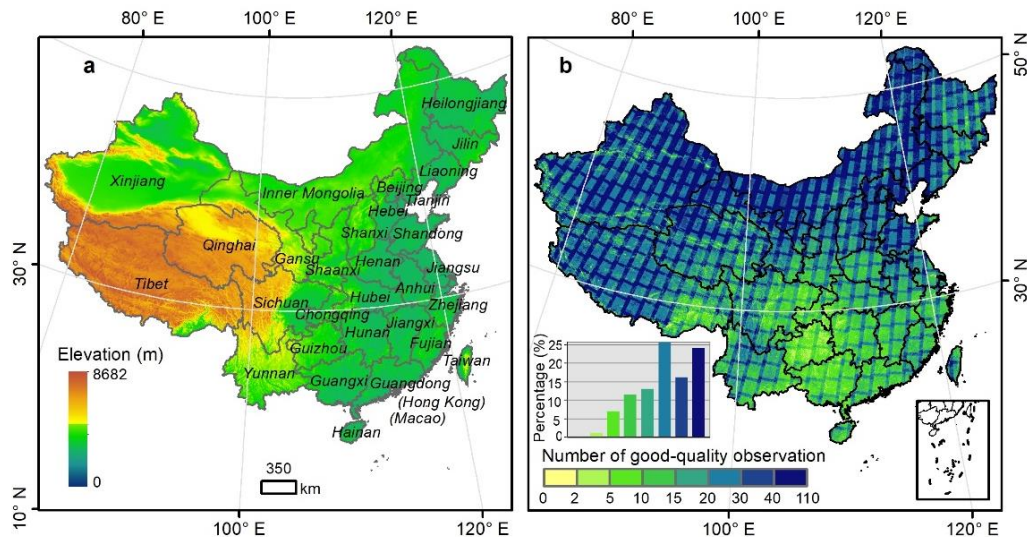 80° E
100° E
120° E
a
Heilongjiang
Jilin
Liaoning
Xinjiang
Inner Mongolia
Beijing
Tianjin
Hebei
Shanxi
Shandong
Qinghai
Gansu
Shaanxi
Henan
Jiangsu
Tibet
Anhui
Sichuan
Hubei
Zhejiang
Chongqing
Hunan
Jiangxi
Guizhou
Fujian
Taiwan
Yunnan
Guangxi
Guangdong
(Hong Kong)
(Macao)
Hainan
Elevation (m)
8682
0
350
km
30° N
10° N
100° E
120° E
80° E
100° E
120° E
b
50° N
30° N
10° N
Percentage (%)
25
20
15
10
5
0
Number of good-quality observation
0 2 5 10 15 20 30 40 110
100° E
120° E